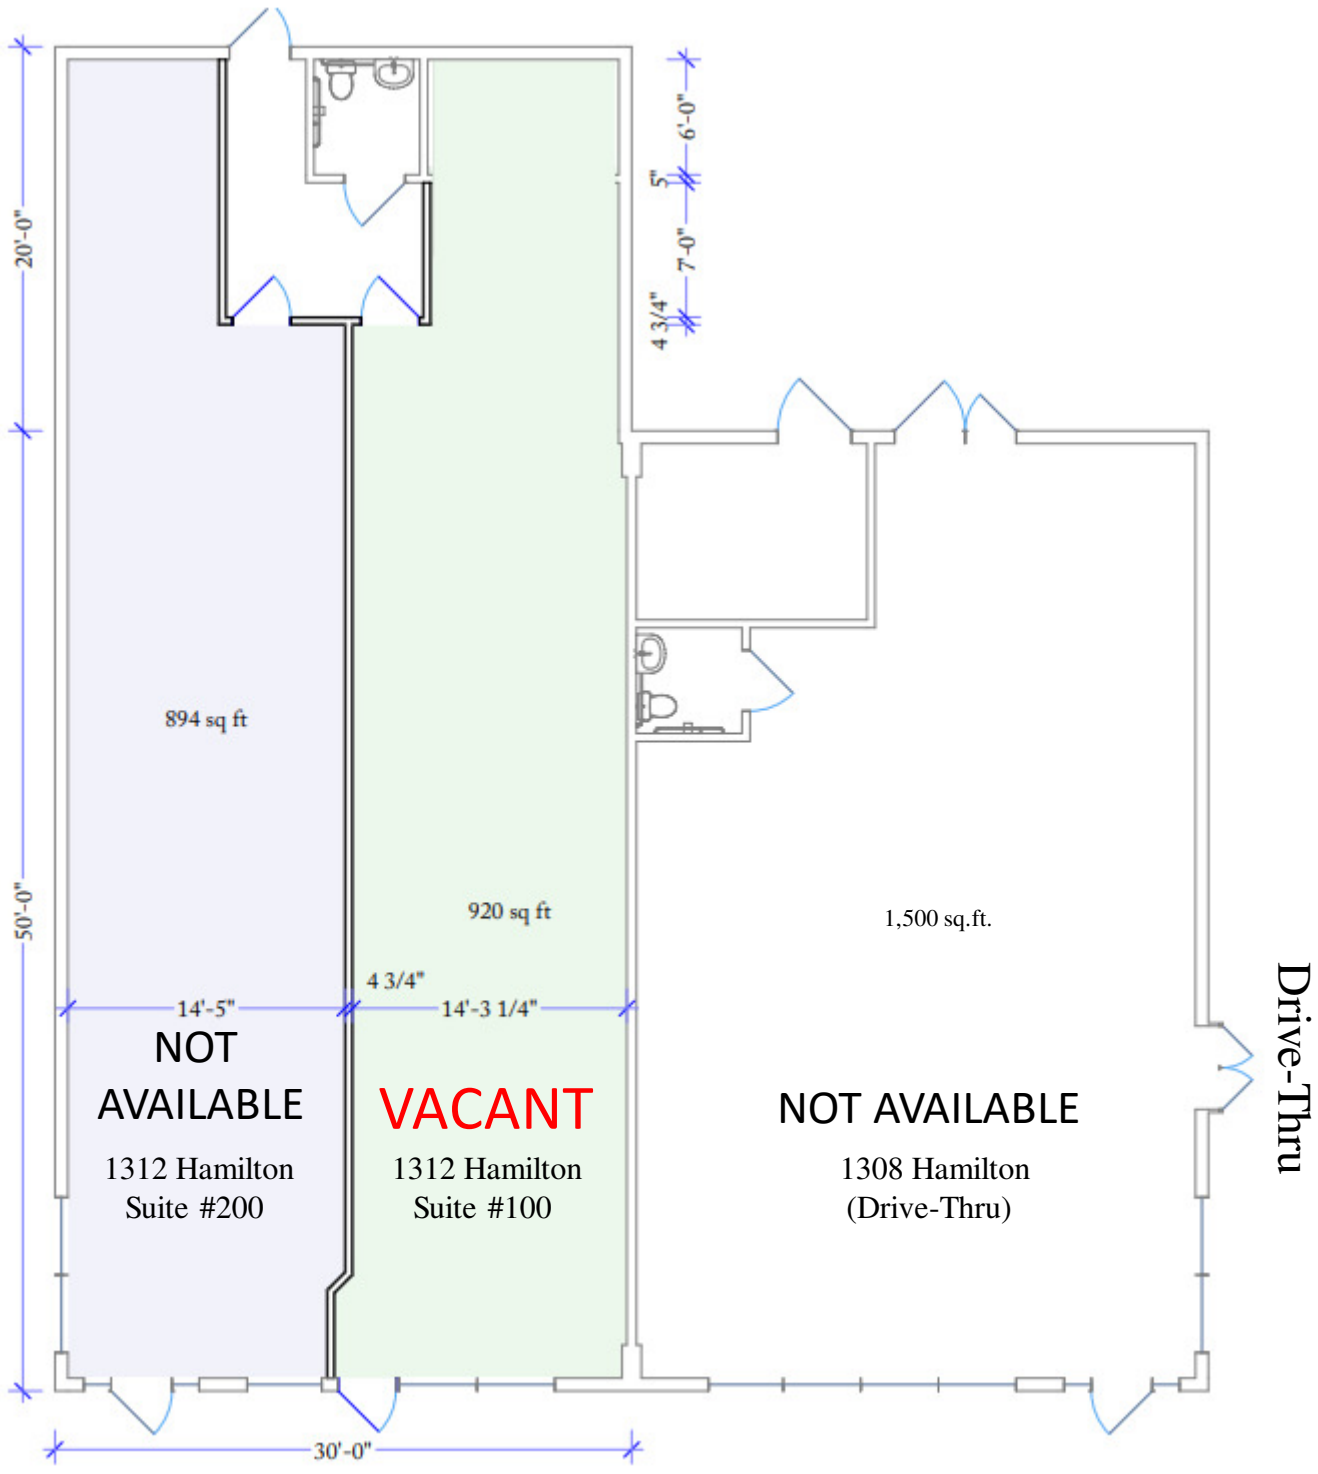 6'-0"
5"
20'-0"
7'-0"
4 3/4"
894 sq ft
50'-0"
920 sq ft
1,500 sq.ft.
4 3/4"
14'-5"
14'-3 1/4"
Drive-Thru
NOT
AVAILABLE
1312 Hamilton
Suite #200
VACANT
1312 Hamilton
Suite #100
NOT AVAILABLE
1308 Hamilton
(Drive-Thru)
30'-0"